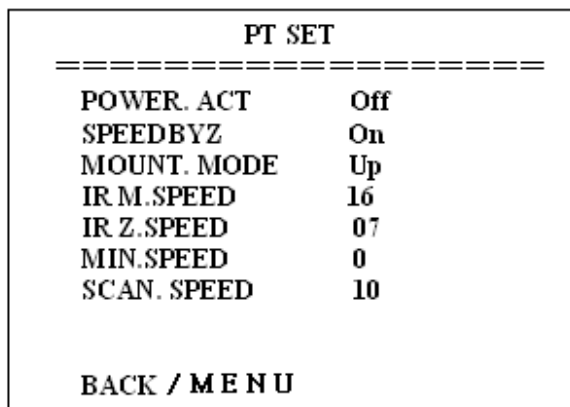 PT SET
===================
POWER. ACT Off
SPEEDBYZ On
MOUNT. MODE Up
IR M.SPEED 16
IR Z.SPEED 07
MIN.SPEED 0
SCAN. SPEED 10
BACK / M E N U